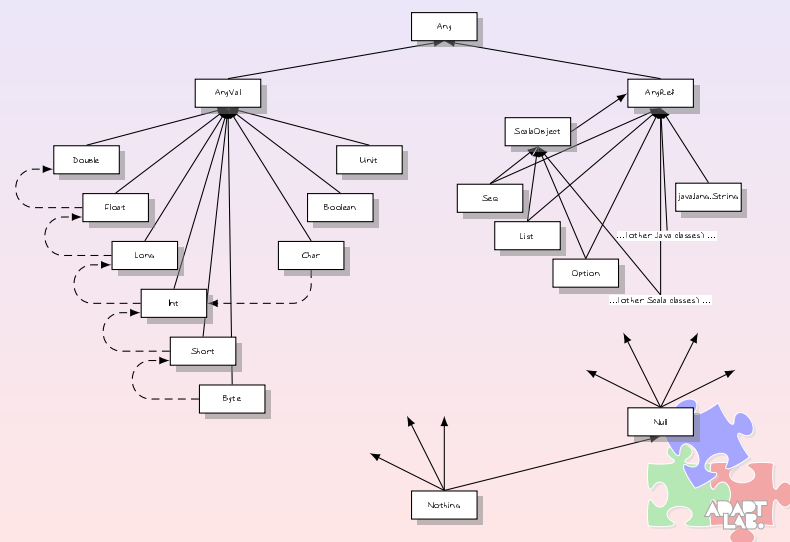 Any
AnyVal
AnyRef
ScalaObject
Double
Unit
Float
Boolean
Seq
java.lang.String
List
...(other Java classes)...
Long
Char
Option
Int
...(other Scala classes)...
Short
Byte
Null
Nothing
ADAPT
LAB.